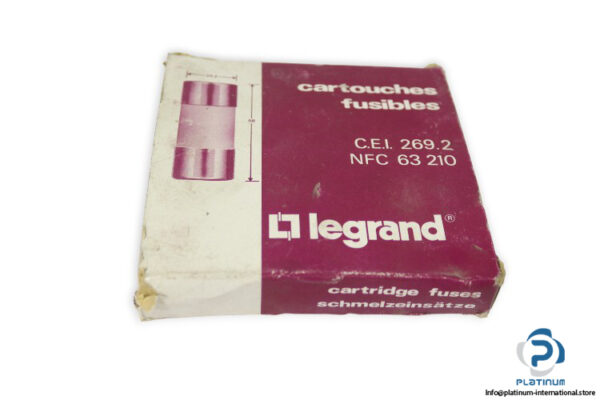 cartouches
fusibles
C.E.I. 269.2
NFC 63 210
legrand®
cartridge fuses
schmelzeinsätze
PLATINUM
Info@platinum-international.store